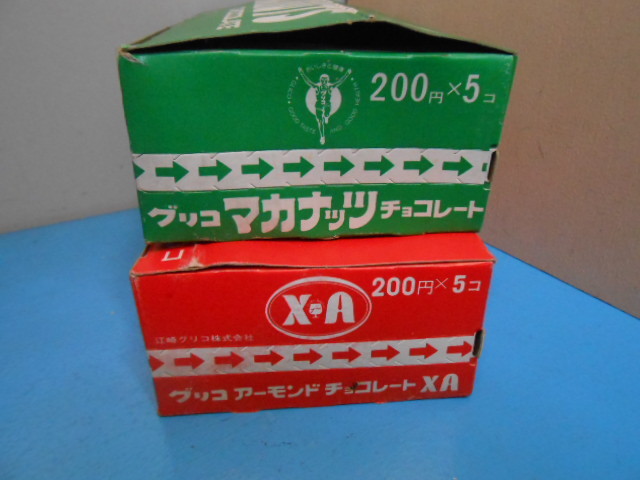 200円×5コ
グリコ マカナッツ チョコレート
X A
200円×5コ
江崎グリコ株式会社
グリコ アーモンド チョコレート XA